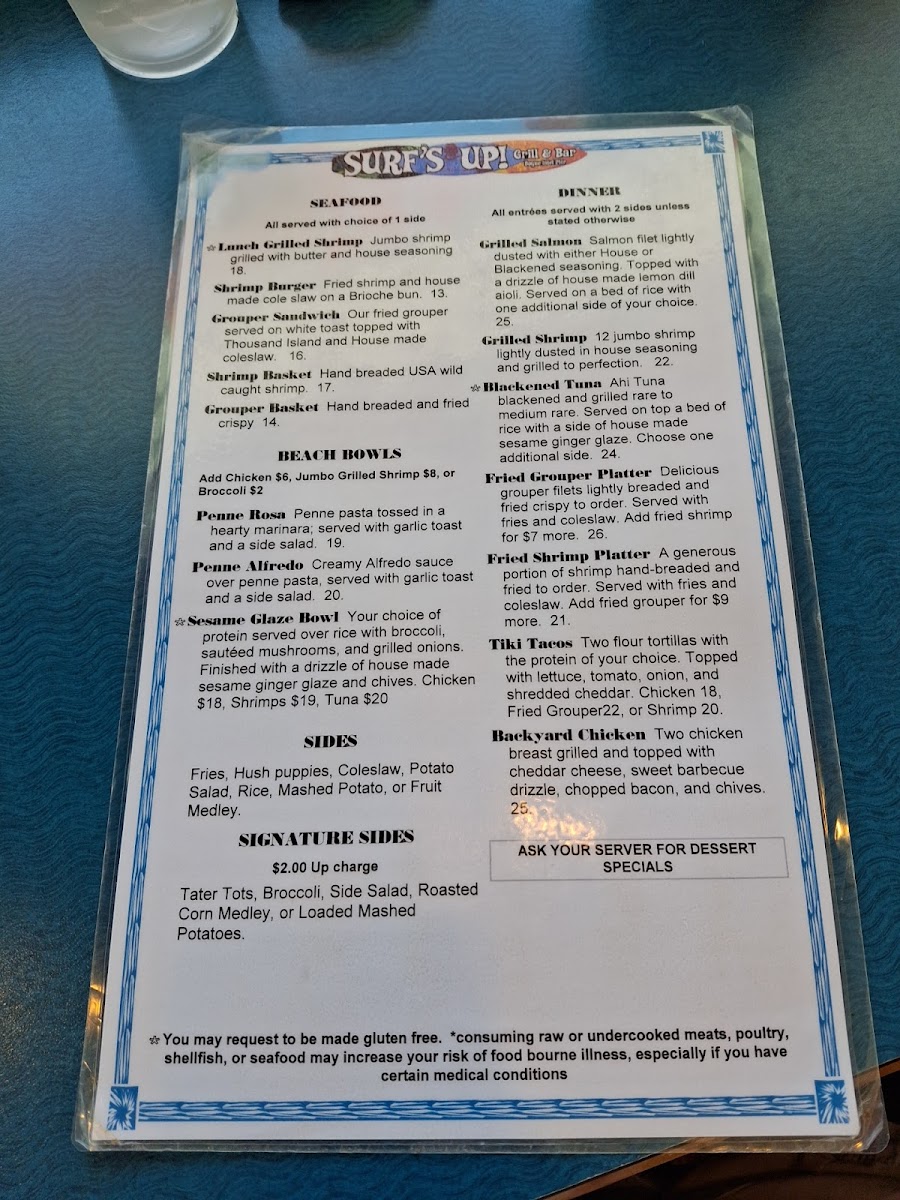 SURF'S UP! Grill & Bar
SEAFOOD
All served with choice of 1 side
☆Lunch Grilled Shrimp Jumbo shrimp
grilled with butter and house seasoning
18.
Shrimp Burger Fried shrimp and house
made cole slaw on a Brioche bun. 13.
Grouper Sandwich Our fried grouper
served on white toast topped with
Thousand Island and House made
coleslaw. 16.
Shrimp Basket Hand breaded USA wild
caught shrimp. 17.
Grouper Basket Hand breaded and fried
crispy 14.
BEACH BOWLS
Add Chicken $6, Jumbo Grilled Shrimp $8, or
Broccoli $2
Penne Rosa Penne pasta tossed in a
hearty marinara; served with garlic toast
and a side salad. 19.
Penne Alfredo Creamy Alfredo sauce
over penne pasta, served with garlic toast
and a side salad. 20.
☆Sesame Glaze Bowl Your choice of
protein served over rice with broccoli,
sautéed mushrooms, and grilled onions.
Finished with a drizzle of house made
sesame ginger glaze and chives. Chicken
$18, Shrimps $19, Tuna $20
SIDES
Fries, Hush puppies, Coleslaw, Potato
Salad, Rice, Mashed Potato, or Fruit
Medley.
SIGNATURE SIDES
$2.00 Up charge
Tater Tots, Broccoli, Side Salad, Roasted
Corn Medley, or Loaded Mashed
Potatoes.
DINNER
All entrées served with 2 sides unless
stated otherwise
Grilled Salmon Salmon filet lightly
dusted with either House or
Blackened seasoning. Topped with
a drizzle of house made lemon dill
aioli. Served on a bed of rice with
one additional side of your choice.
25.
Grilled Shrimp 12 jumbo shrimp
lightly dusted in house seasoning
and grilled to perfection. 22.
☆Blackened Tuna Ahi Tuna
blackened and grilled rare to
medium rare. Served on top a bed of
rice with a side of house made
sesame ginger glaze. Choose one
additional side. 24.
Fried Grouper Platter Delicious
grouper filets lightly breaded and
fried crispy to order. Served with
fries and coleslaw. Add fried shrimp
for $7 more. 26.
Fried Shrimp Platter A generous
portion of shrimp hand-breaded and
fried to order. Served with fries and
coleslaw. Add fried grouper for $9
more. 21.
Tiki Tacos Two flour tortillas with
the protein of your choice. Topped
with lettuce, tomato, onion, and
shredded cheddar. Chicken 18,
Fried Grouper22, or Shrimp 20.
Backyard Chicken Two chicken
breast grilled and topped with
cheddar cheese, sweet barbecue
drizzle, chopped bacon, and chives.
25.
ASK YOUR SERVER FOR DESSERT
SPECIALS
☆You may request to be made gluten free. *consuming raw or undercooked meats, poultry,
shellfish, or seafood may increase your risk of food bourne illness, especially if you have
certain medical conditions